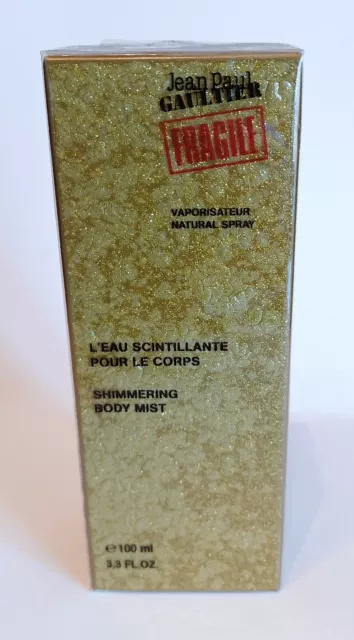 Jean Paul
GAULTIER
FRAGILE
VAPORISATEUR
NATURAL SPRAY
L'EAU SCINTILLANTE
POUR LE CORPS
SHIMMERING
BODY MIST
℮100 ml
3,3 FL.OZ.